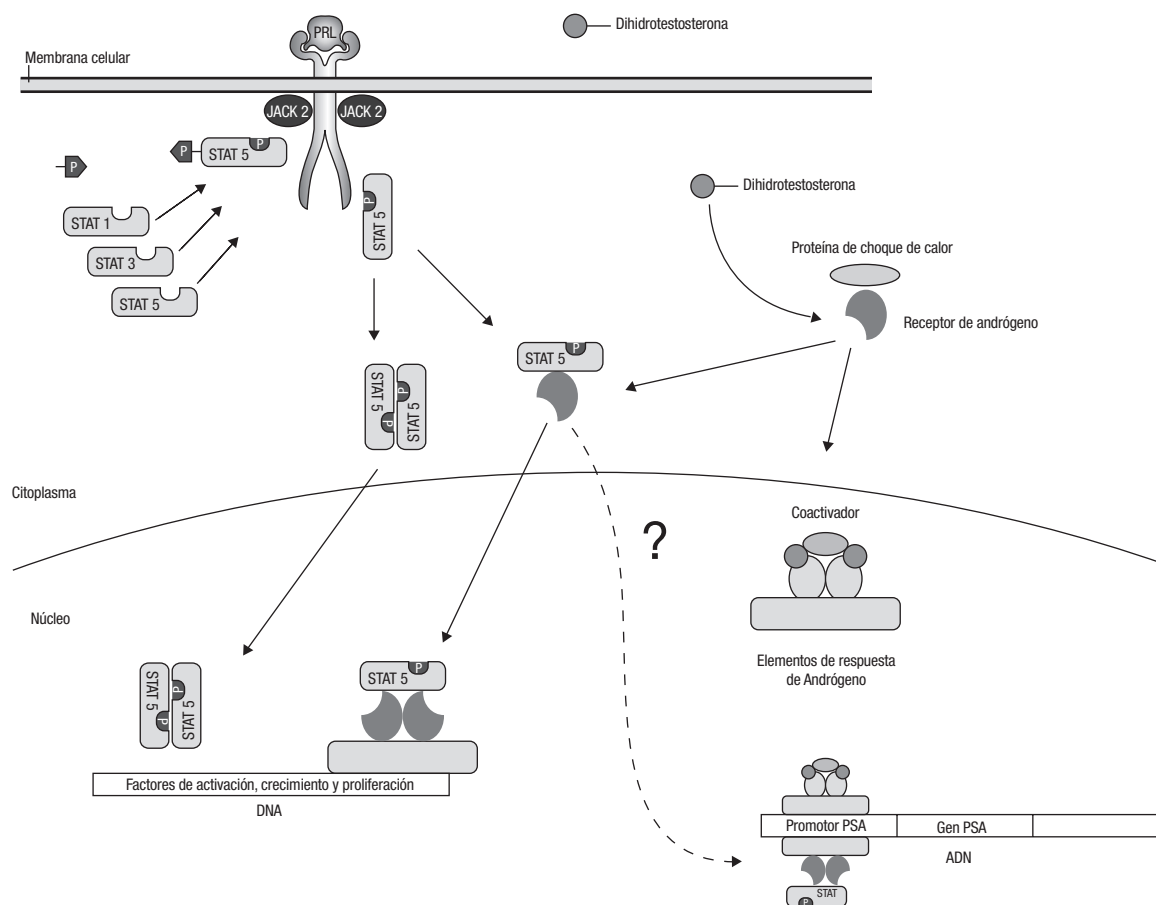 PRL
Dihidrotestosterona
Membrana celular
JACK 2
JACK 2
P
STAT 5
P
P
STAT 1
STAT 3
STAT 5
P
STAT 5
Dihidrotestosterona
Proteína de choque de calor
Receptor de andrógeno
P
STAT 5
STAT 5
P
P
STAT 5
Citoplasma
?
Coactivador
Núcleo
Elementos de respuesta
de Andrógeno
STAT 5
P
P
STAT 5
P
STAT 5
Factores de activación, crecimiento y proliferación
DNA
Promotor PSA
Gen PSA
ADN
STAT
P